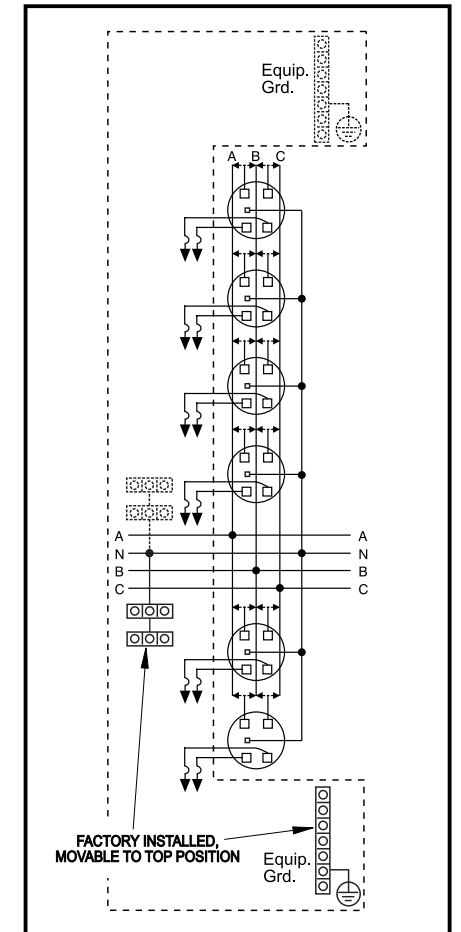 Equip.
Grd.
A B C
A A
N N
B B
C C
FACTORY INSTALLED,
MOVABLE TO TOP POSITION
Equip.
Grd.